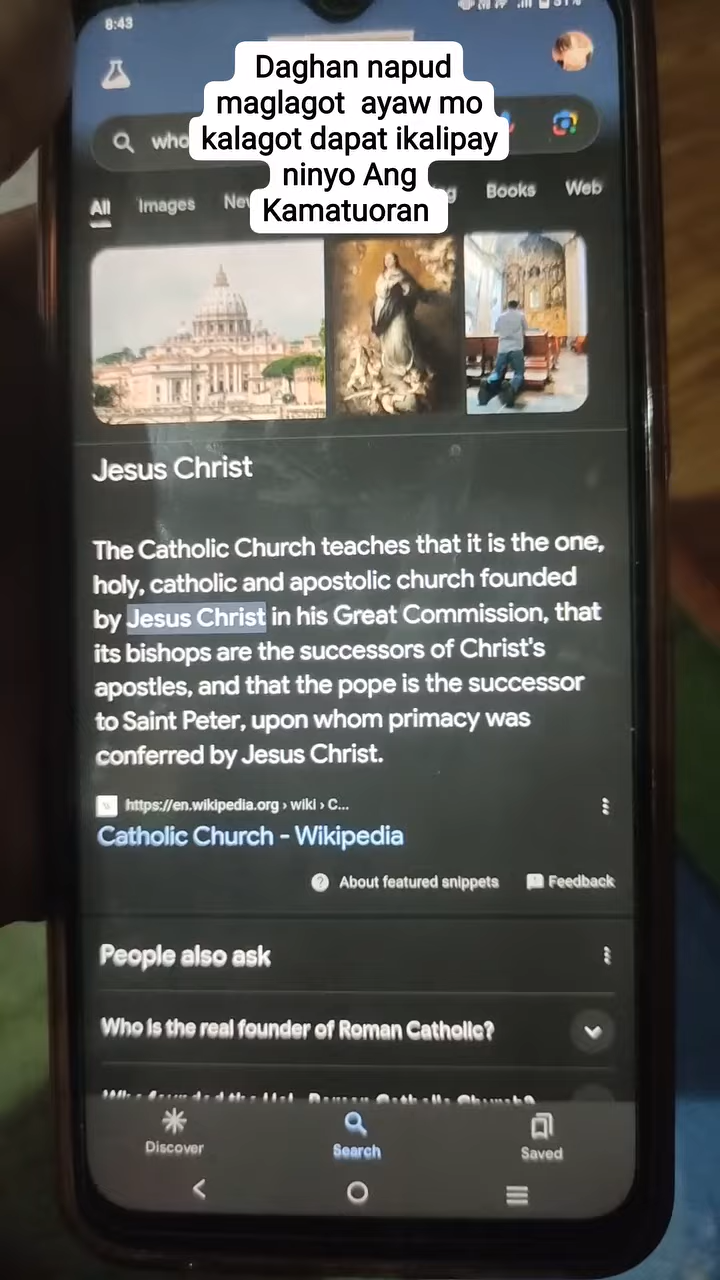 8:43
51%
Daghan napud
maglagot ayaw mo
kalagot dapat ikalipay
ninyo Ang
Kamatuoran
who
All Images Books Web
Jesus Christ
The Catholic Church teaches that it is the one,
holy, catholic and apostolic church founded
by Jesus Christ in his Great Commission, that
its bishops are the successors of Christ's
apostles, and that the pope is the successor
to Saint Peter, upon whom primacy was
conferred by Jesus Christ.
https://en.wikipedia.org › wiki › C...
Catholic Church - Wikipedia
About featured snippets Feedback
People also ask
Who is the real founder of Roman Catholic?
Discover Search Saved